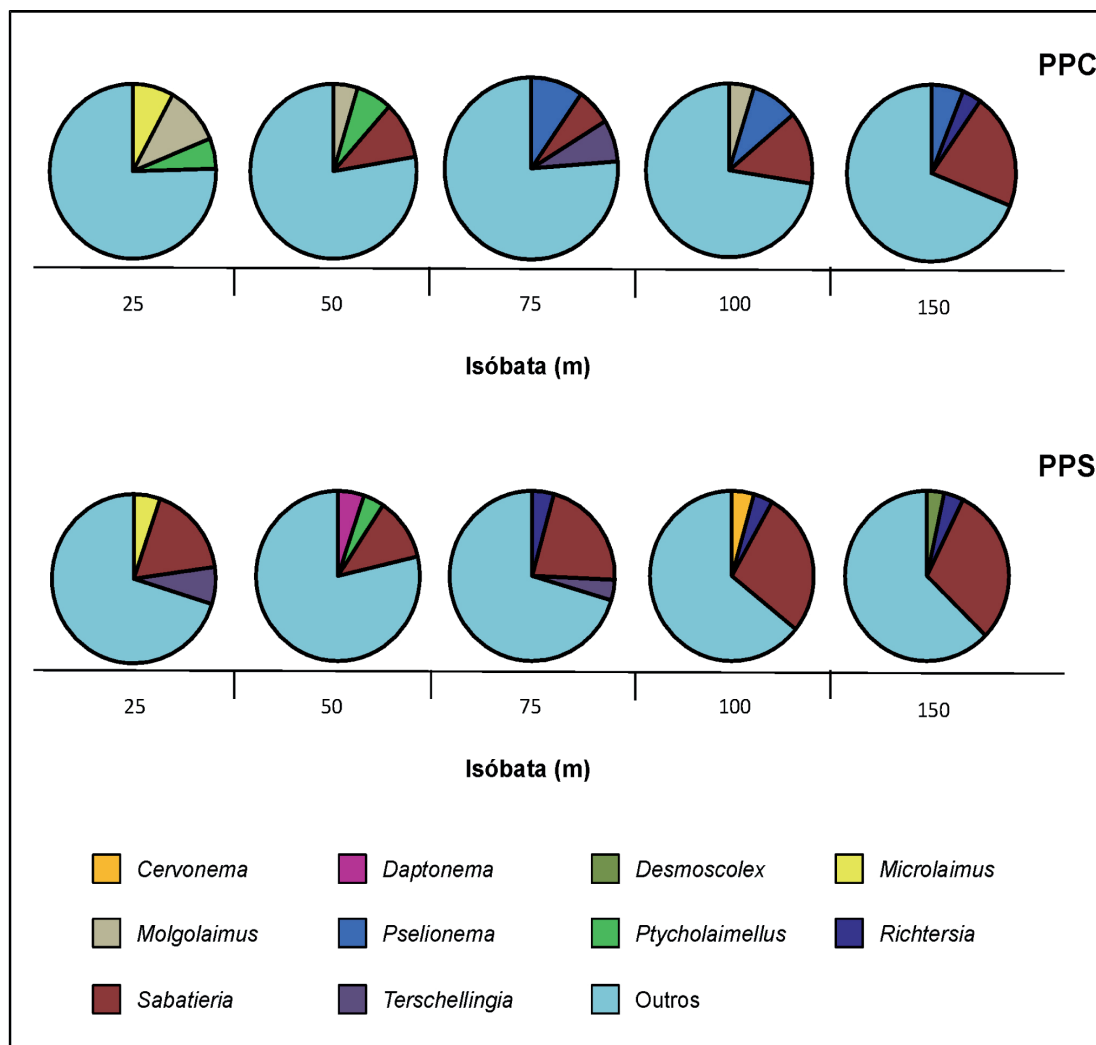 PPC
25 50 75 100 150
Isóbata (m)
PPS
25 50 75 100 150
Isóbata (m)
Cervonema Daptonema Desmoscolex Microlaimus
Molgolaimus Pselionema Ptycholaimellus Richtersia
Sabatieria Terschellingia Outros